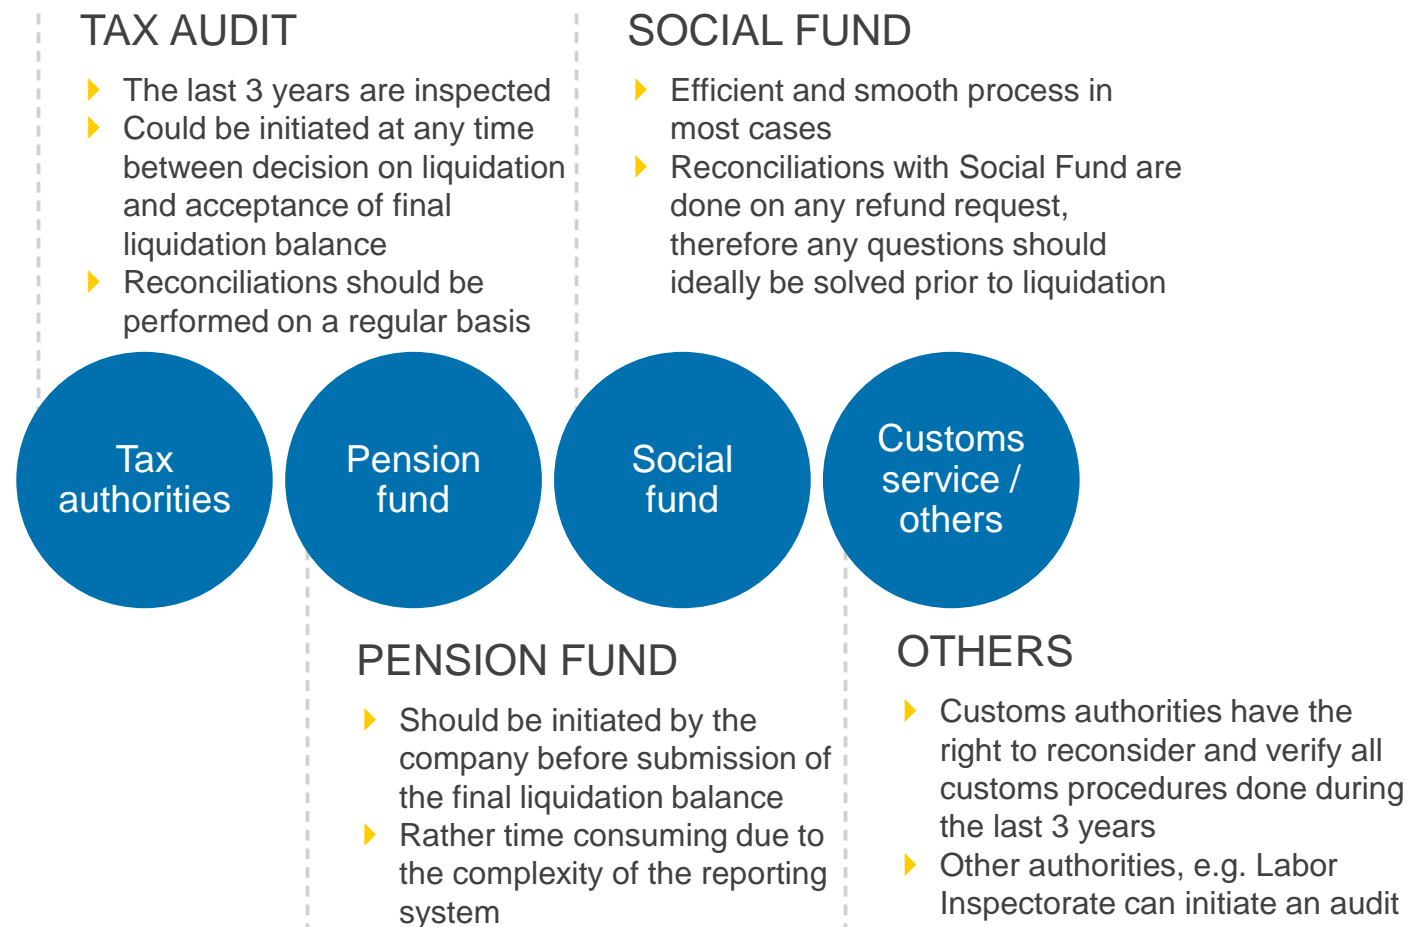 TAX AUDIT
The last 3 years are inspected
Could be initiated at any time
between decision on liquidation
and acceptance of final
liquidation balance
Reconciliations should be
performed on a regular basis
SOCIAL FUND
Efficient and smooth process in
most cases
Reconciliations with Social Fund are
done on any refund request,
therefore any questions should
ideally be solved prior to liquidation
Tax
authorities
Pension
fund
Social
fund
Customs
service /
others
PENSION FUND
Should be initiated by the
company before submission of
the final liquidation balance
Rather time consuming due to
the complexity of the reporting
system
OTHERS
Customs authorities have the
right to reconsider and verify all
customs procedures done during
the last 3 years
Other authorities, e.g. Labor
Inspectorate can initiate an audit